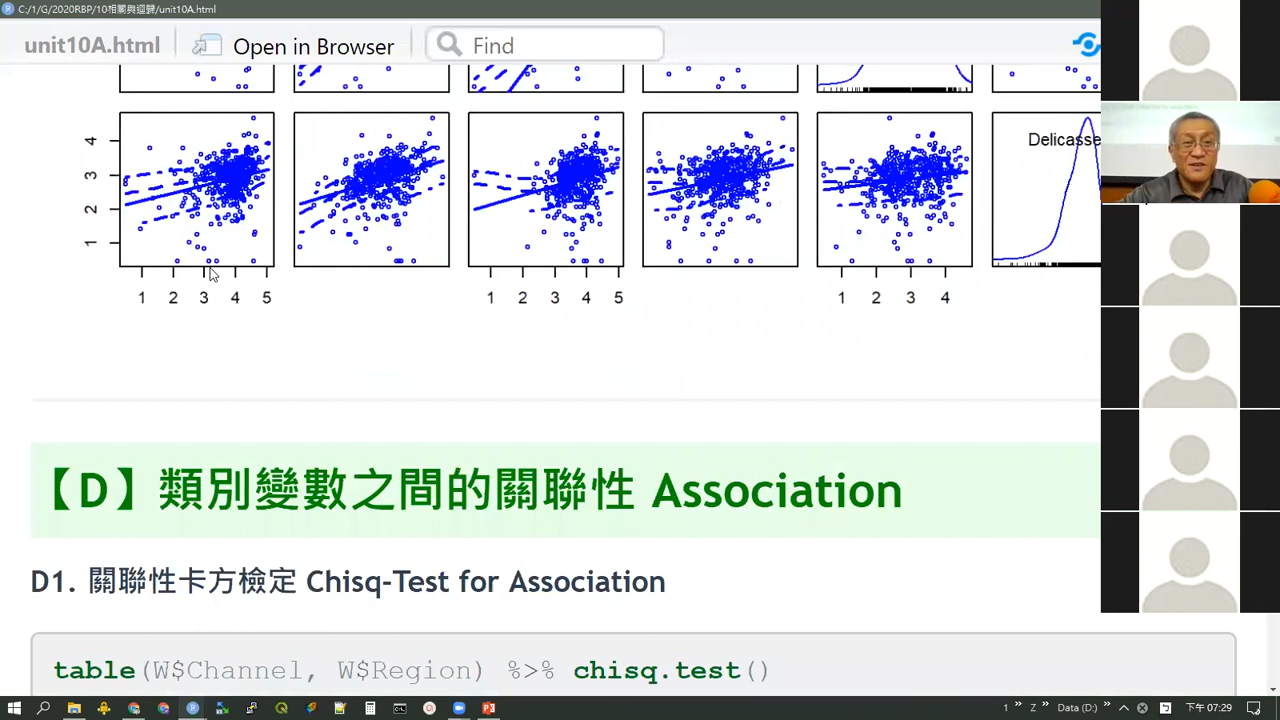 C:/1/G/2020RBP/10相關與迴歸/unit10A.html
unit10A.html
Open in Browser
Find
4
3
2
1
Delicasse
1 2 3 4 5
1 2 3 4 5
1 2 3 4
【D】類別變數之間的關聯性 Association
D1. 關聯性卡方檢定 Chisq-Test for Association
table(W$Channel, W$Region) %>% chisq.test()
1 » Z » Data (D:) » 下午 07:29